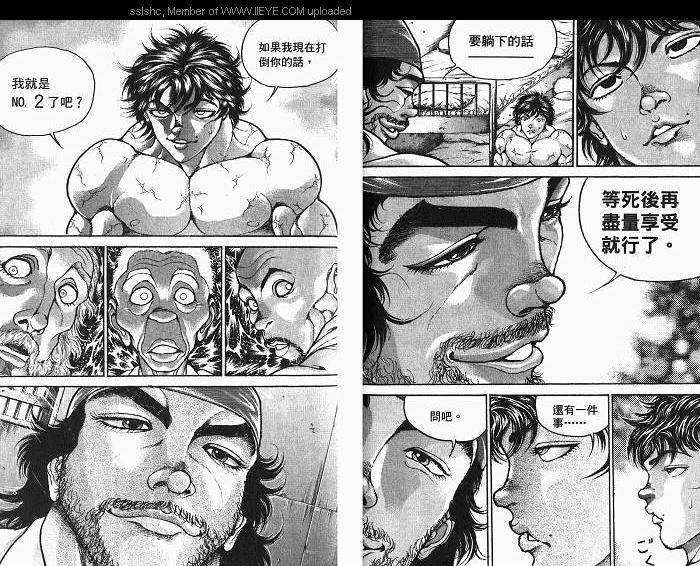 sslshc, Member of WWW.IIEYE.COM uploaded
要躺下的話
等死後再
盡量享受
就行了。
還有一件
事……
問吧。
ごく
如果我現在打
倒你的話，
我就是
NO. 2了吧？